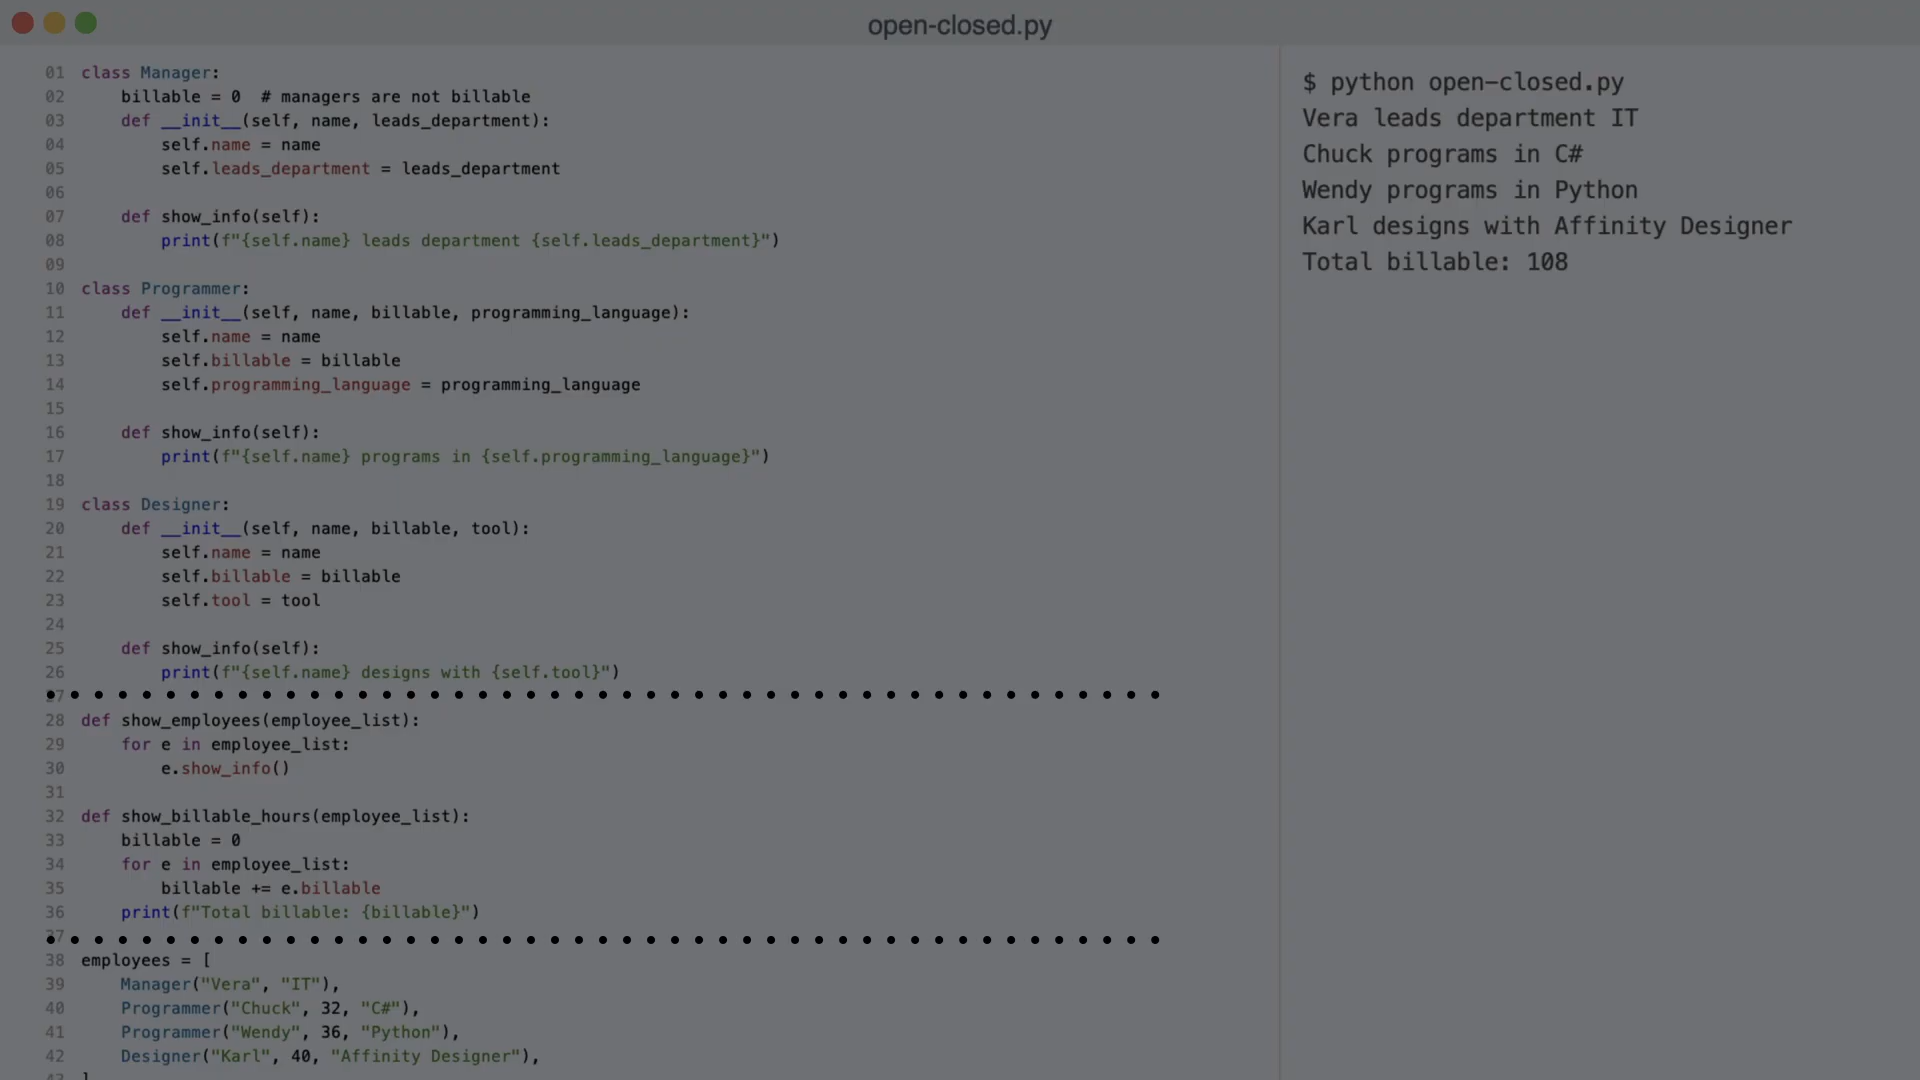 open-closed.py
01 class Manager:
02     billable = 0  # managers are not billable
03     def __init__(self, name, leads_department):
04         self.name = name
05         self.leads_department = leads_department
06
07     def show_info(self):
08         print(f"{self.name} leads department {self.leads_department}")
09
10 class Programmer:
11     def __init__(self, name, billable, programming_language):
12         self.name = name
13         self.billable = billable
14         self.programming_language = programming_language
15
16     def show_info(self):
17         print(f"{self.name} programs in {self.programming_language}")
18
19 class Designer:
20     def __init__(self, name, billable, tool):
21         self.name = name
22         self.billable = billable
23         self.tool = tool
24
25     def show_info(self):
26         print(f"{self.name} designs with {self.tool}")
27
28 def show_employees(employee_list):
29     for e in employee_list:
30         e.show_info()
31
32 def show_billable_hours(employee_list):
33     billable = 0
34     for e in employee_list:
35         billable += e.billable
36     print(f"Total billable: {billable}")
37
38 employees = [
39     Manager("Vera", "IT"),
40     Programmer("Chuck", 32, "C#"),
41     Programmer("Wendy", 36, "Python"),
42     Designer("Karl", 40, "Affinity Designer"),
43 ]
$ python open-closed.py
Vera leads department IT
Chuck programs in C#
Wendy programs in Python
Karl designs with Affinity Designer
Total billable: 108